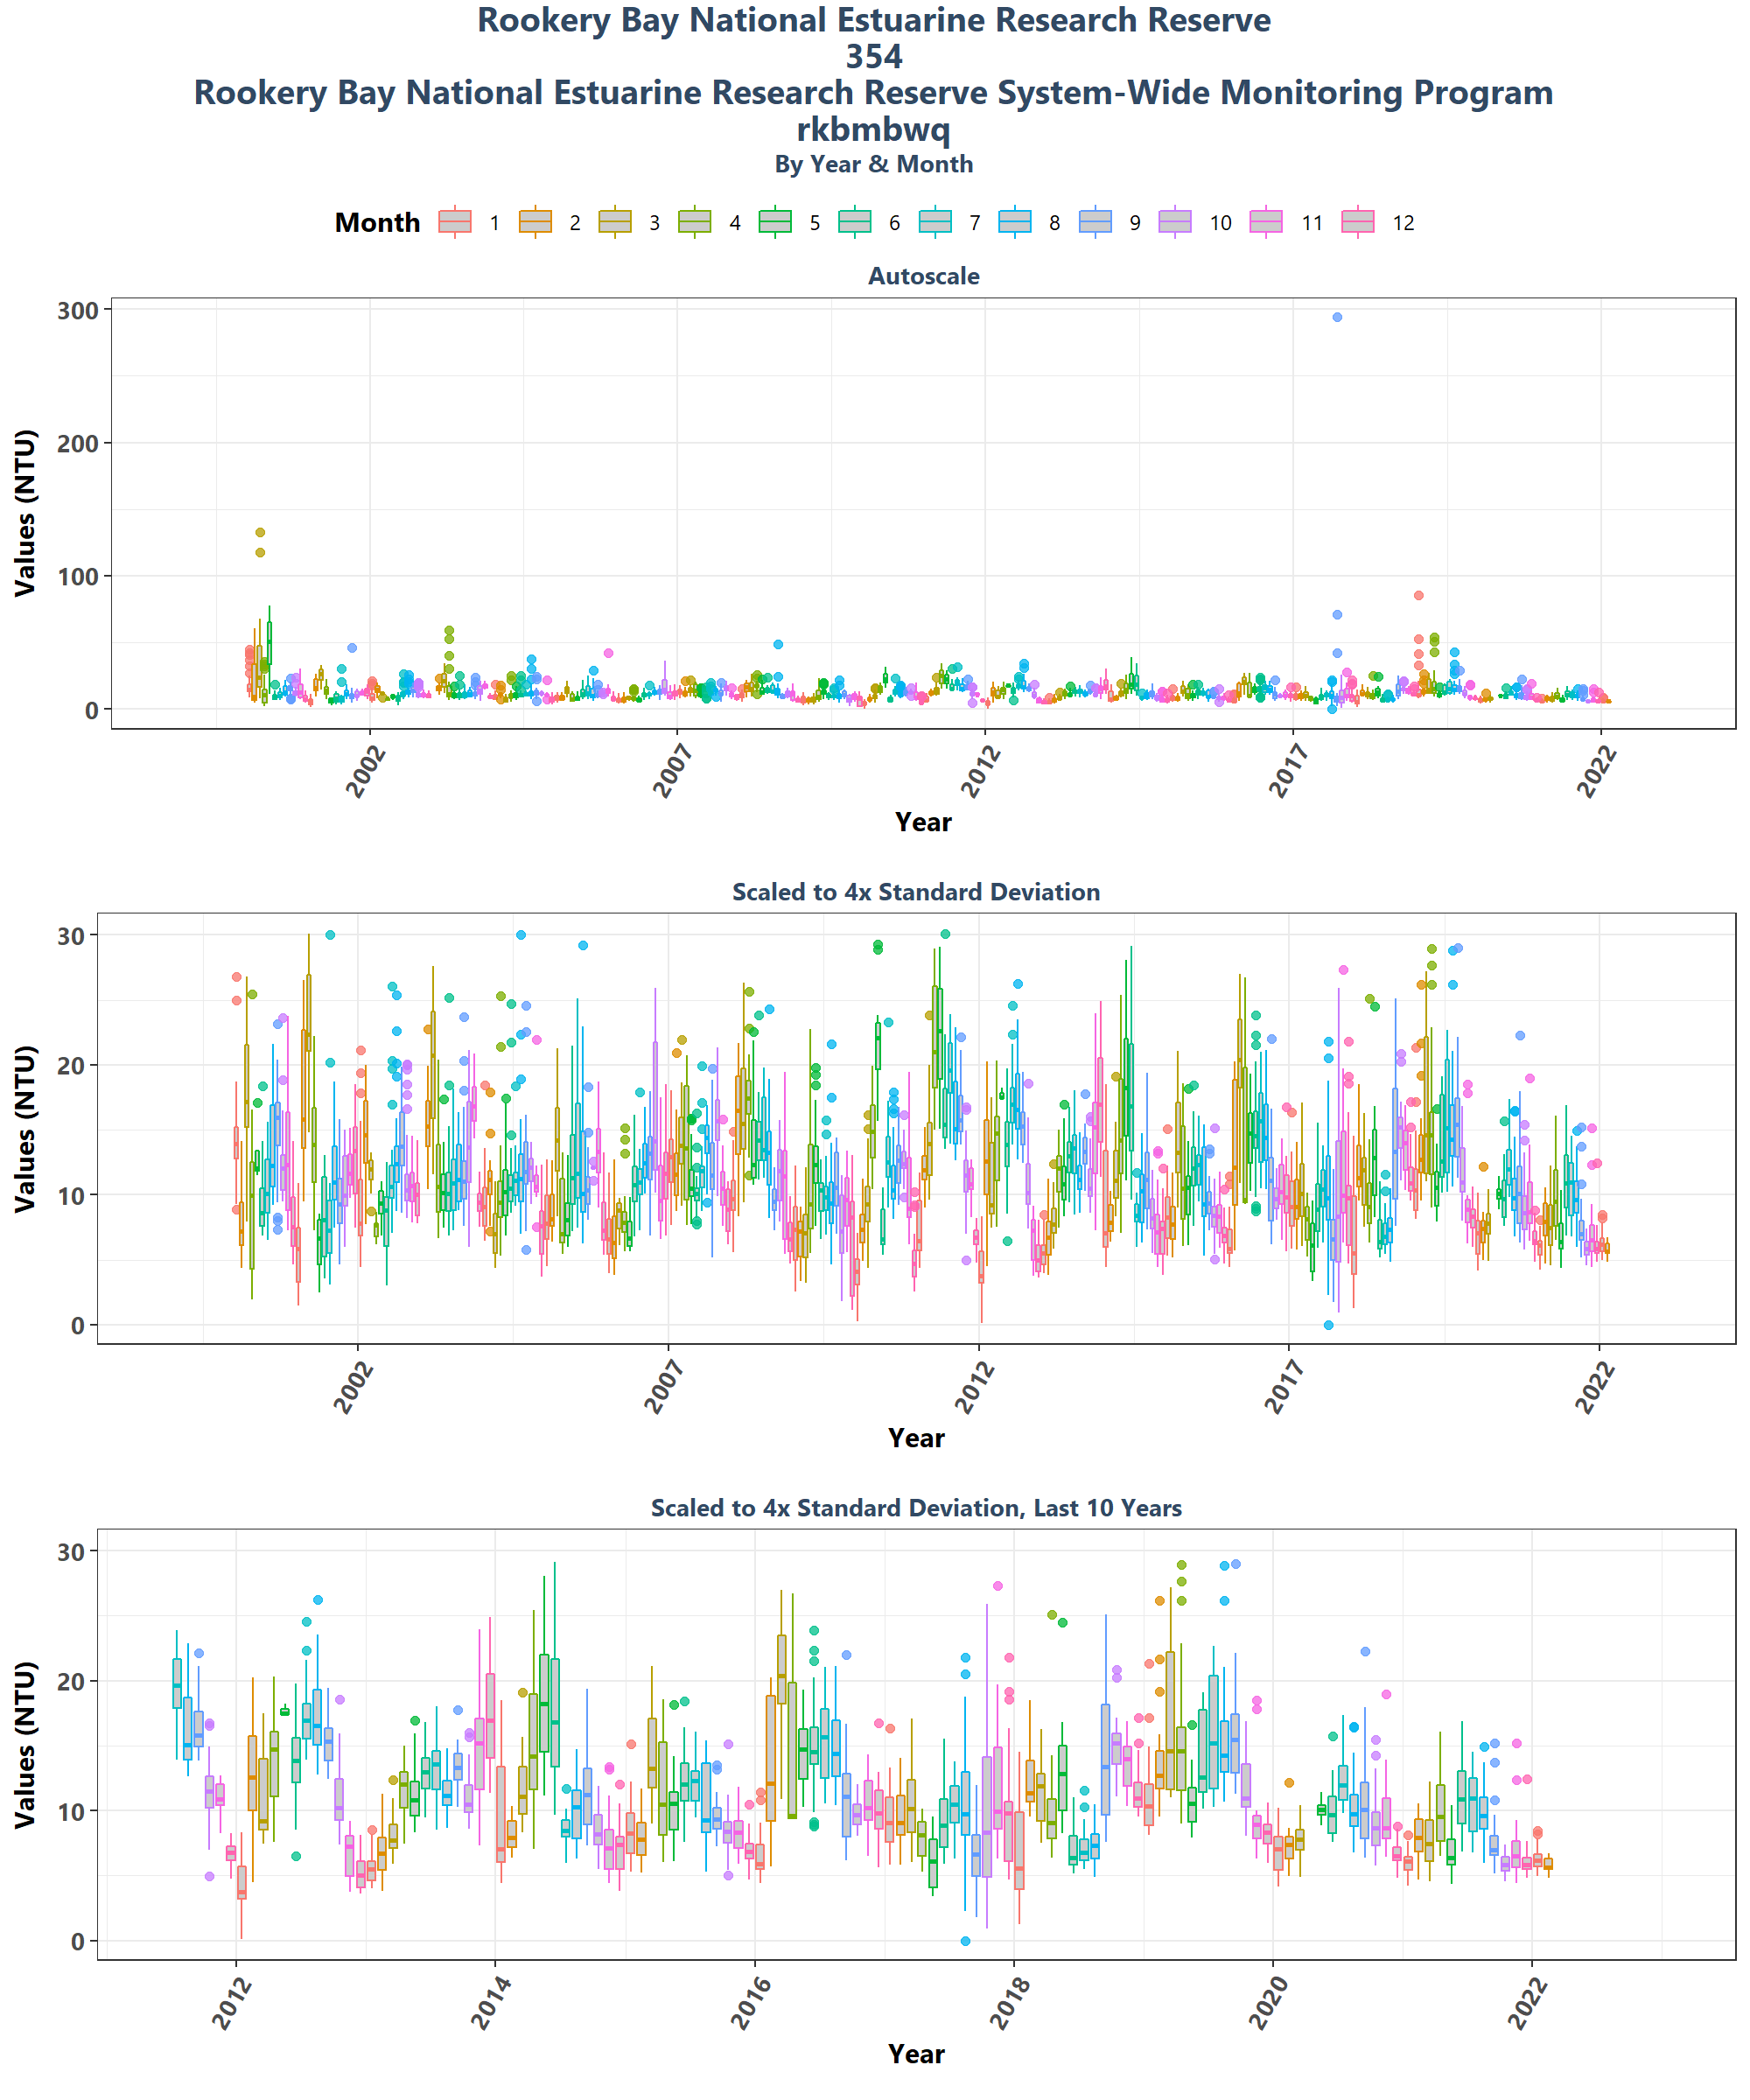 Rookery Bay National Estuarine Research Reserve
354
Rookery Bay National Estuarine Research Reserve System-Wide Monitoring Program
rkbmbwq
By Year & Month
Month 1 2 3 4 5 6 7 8 9 10 11 12
Autoscale
Values (NTU)
300
200
100
0
2002 2007 2012 2017 2022
Year
Scaled to 4x Standard Deviation
Values (NTU)
30
20
10
0
2002 2007 2012 2017 2022
Year
Scaled to 4x Standard Deviation, Last 10 Years
Values (NTU)
30
20
10
0
2012 2014 2016 2018 2020 2022
Year